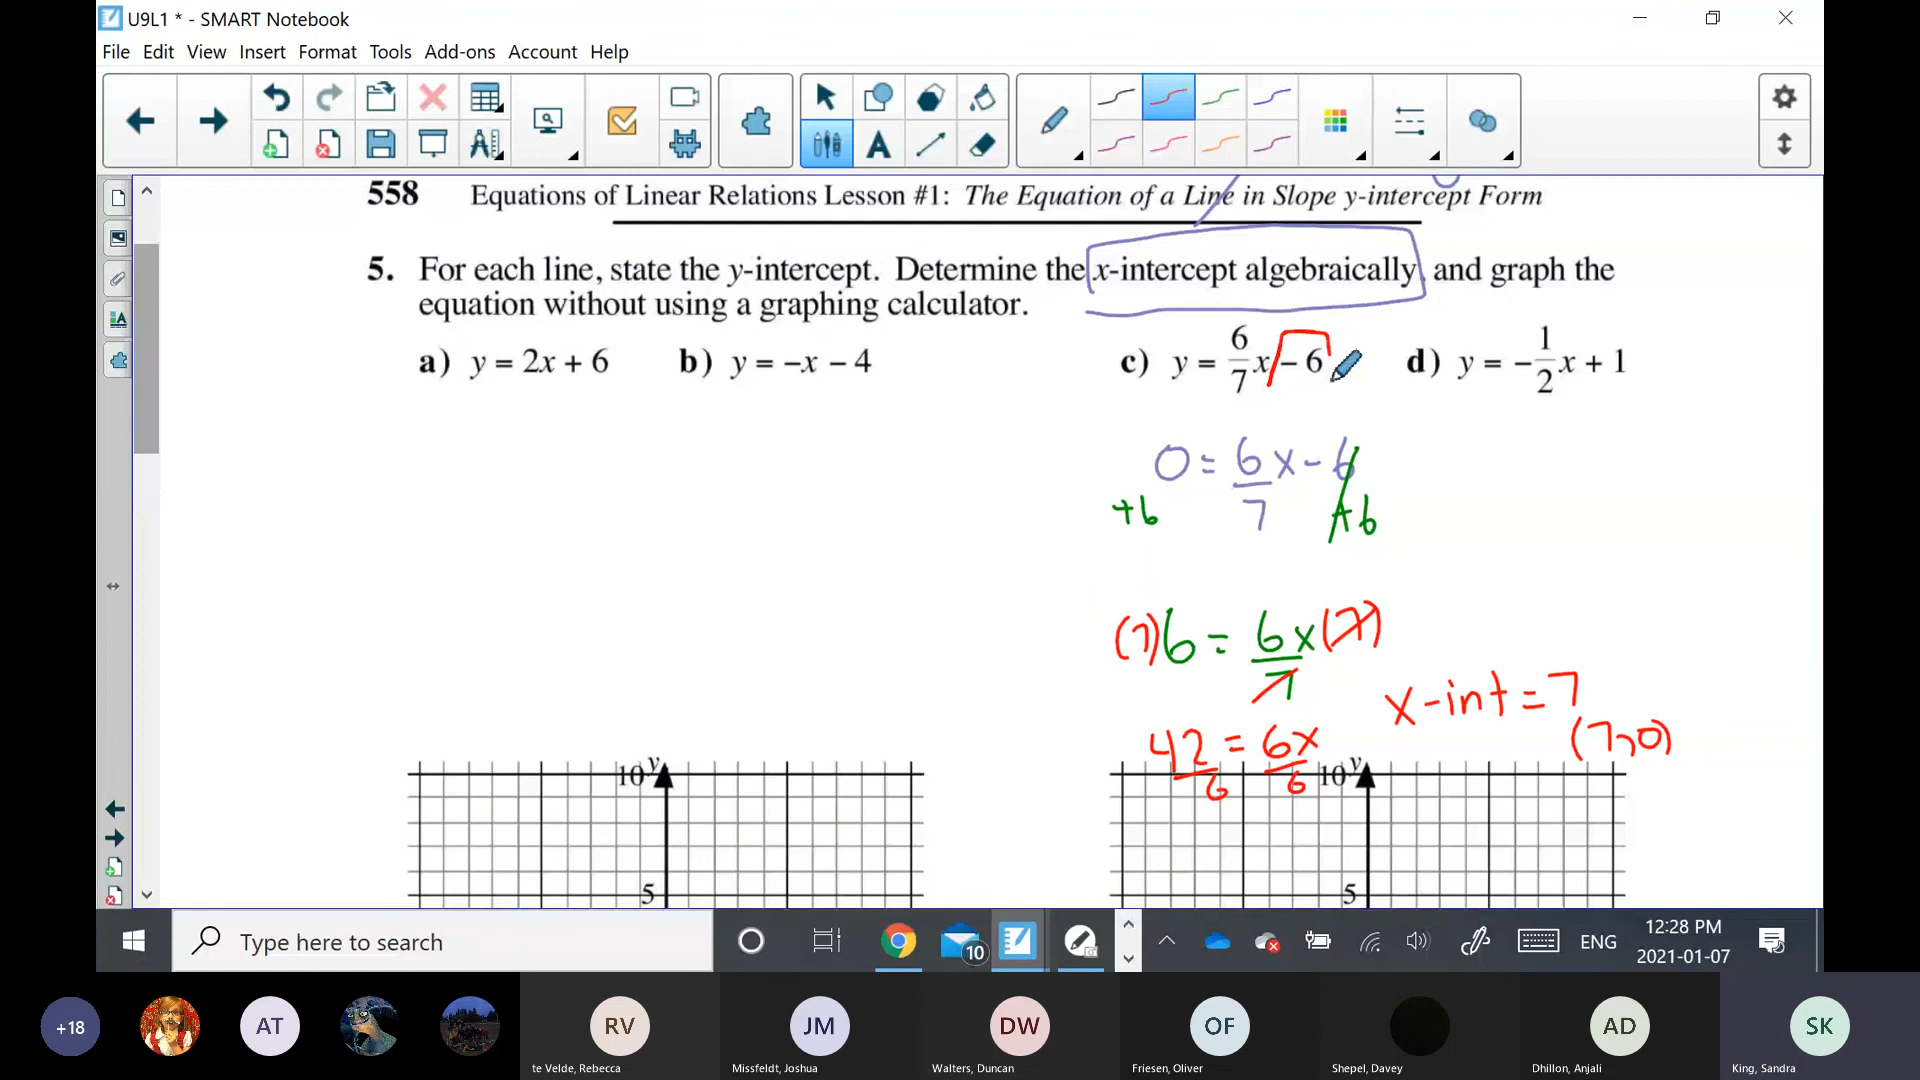 U9L1 * - SMART Notebook
File Edit View Insert Format Tools Add-ons Account Help
558 Equations of Linear Relations Lesson #1: The Equation of a Line in Slope y-intercept Form
5. For each line, state the y-intercept. Determine the x-intercept algebraically, and graph the
equation without using a graphing calculator.
a) y = 2x + 6 b) y = -x - 4 c) y = 6/7 x - 6 d) y = -1/2 x + 1
0 = 6/7 x - 6
+6 +6
(7) 6 = 6x/7 (7)
x-int = 7
(7,0)
42/6 = 6x/6
10 y 10 y
5 5
Type here to search
10
ENG
12:28 PM
2021-01-07
+18 AT RV JM DW OF AD SK
te Velde, Rebecca Missfeldt, Joshua Walters, Duncan Friesen, Oliver Shepel, Davey Dhillon, Anjali King, Sandra